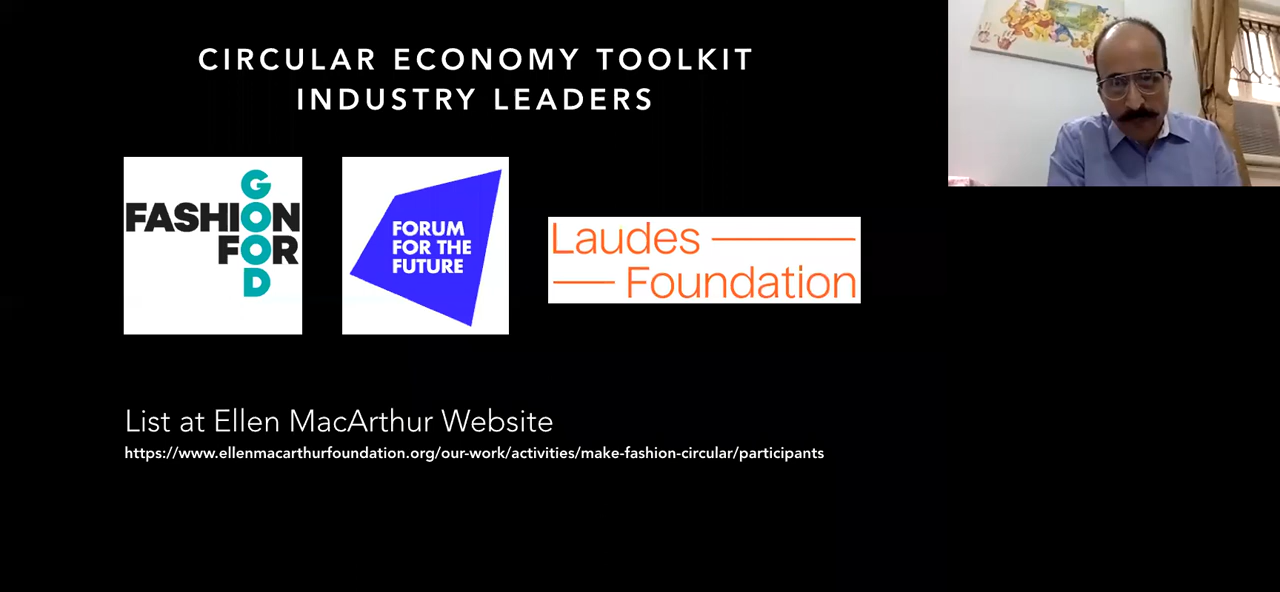 CIRCULAR ECONOMY TOOLKIT
INDUSTRY LEADERS
GOOD
FASHION
FOR
FORUM
FOR THE
FUTURE
Laudes
Foundation
List at Ellen MacArthur Website
https://www.ellenmacarthurfoundation.org/our-work/activities/make-fashion-circular/participants